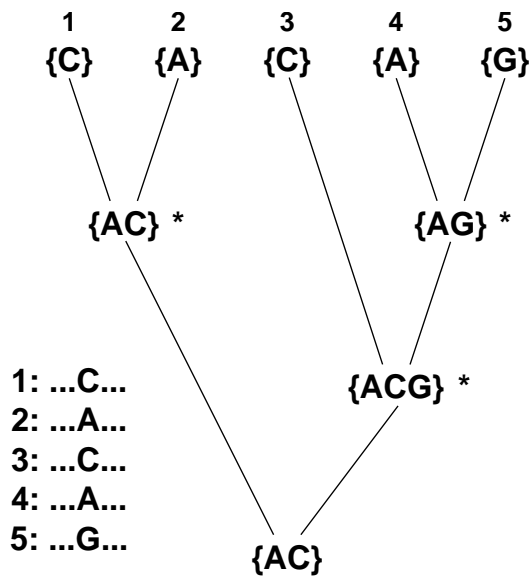 1 2 3 4 5
{C} {A} {C} {A} {G}
{AC} * {AG} *
{ACG} *
1: ...C...
2: ...A...
3: ...C...
4: ...A...
5: ...G...
{AC}